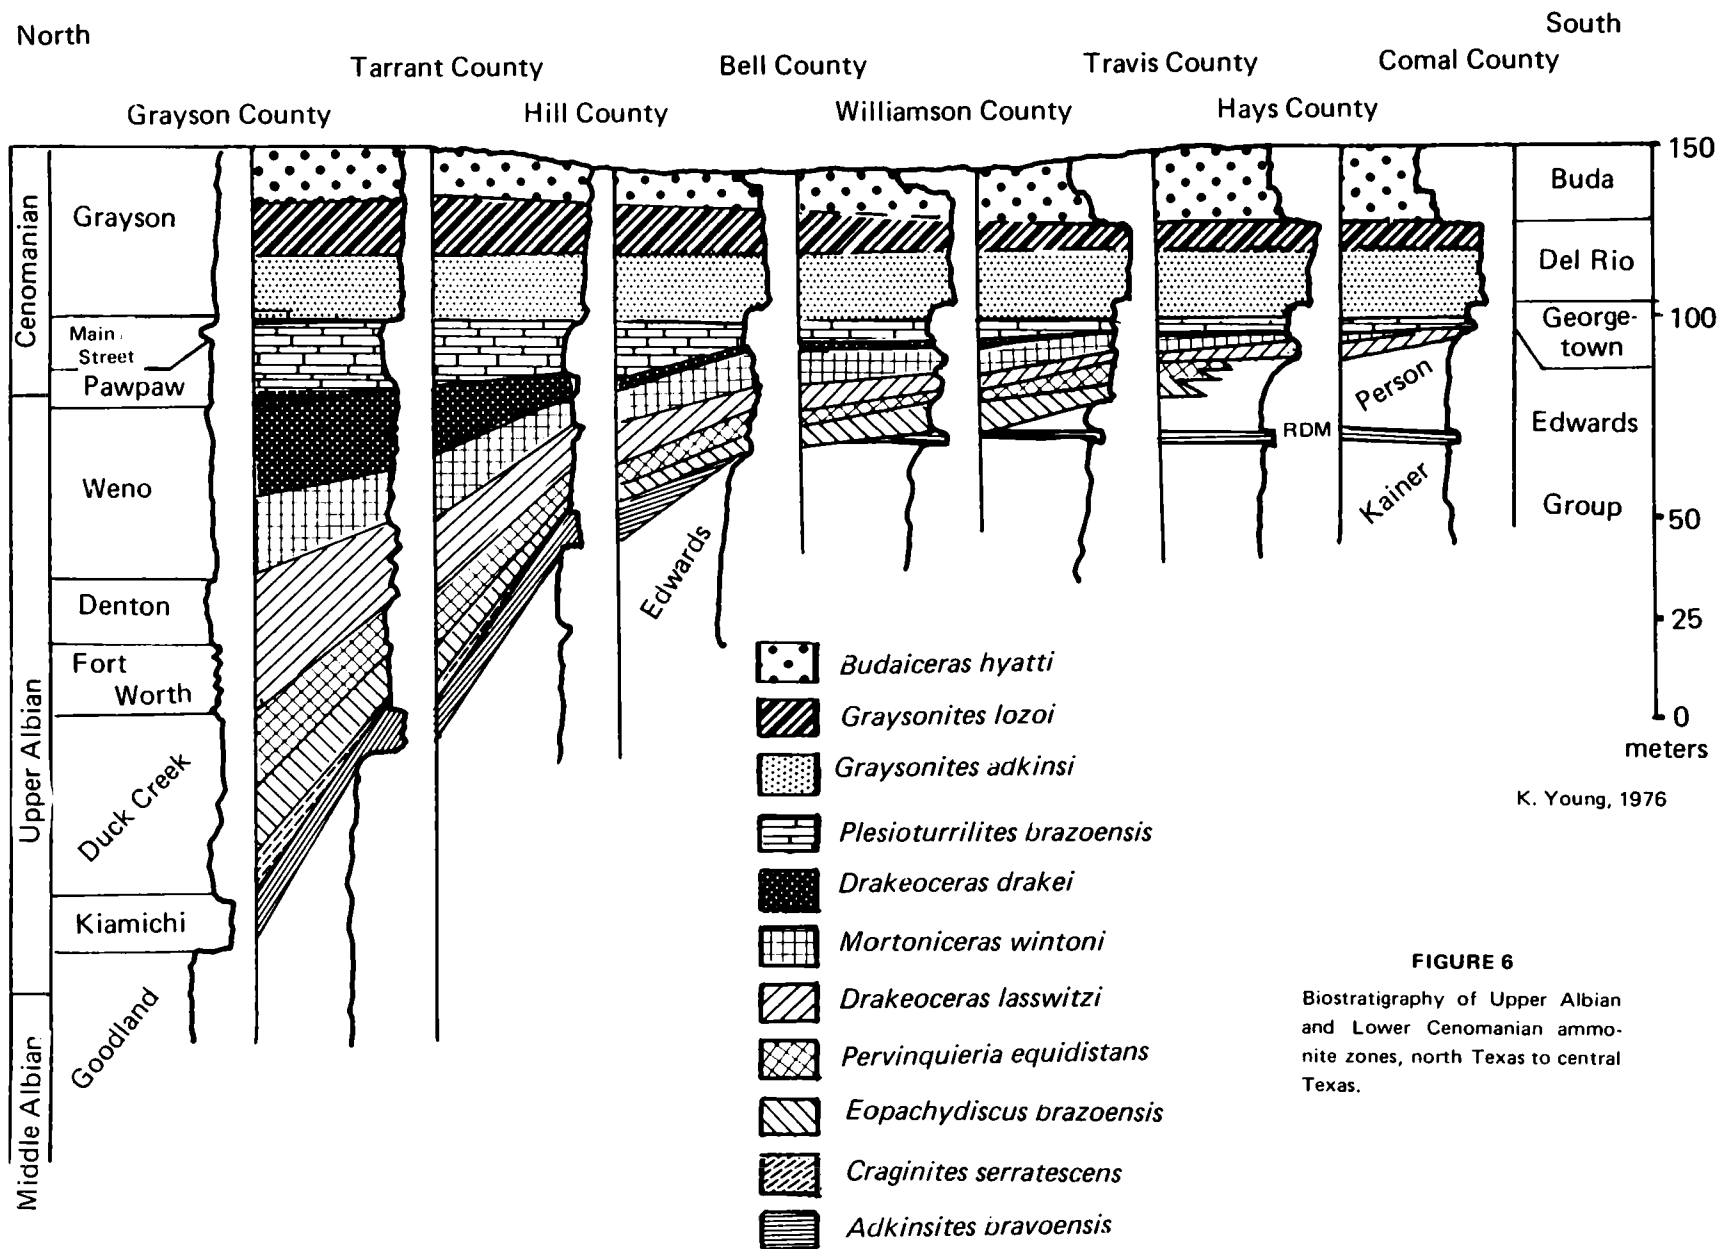 North
South
Tarrant County
Bell County
Travis County
Comal County
Grayson County
Hill County
Williamson County
Hays County
Cenomanian
Upper Albian
Middle Albian
Grayson
Main
Street
Pawpaw
Weno
Denton
Fort
Worth
Duck Creek
Kiamichi
Goodland
Edwards
RDM
Person
Kainer
Buda
Del Rio
George-
town
Edwards
Group
150
100
50
25
0
meters
K. Young, 1976
Budaiceras hyatti
Graysonites lozoi
Graysonites adkinsi
Plesioturrilites brazoensis
Drakeoceras drakei
Mortoniceras wintoni
Drakeoceras lasswitzi
Pervinquieria equidistans
Eopachydiscus brazoensis
Craginites serratescens
Adkinsites bravoensis
FIGURE 6
Biostratigraphy of Upper Albian
and Lower Cenomanian ammo-
nite zones, north Texas to central
Texas.